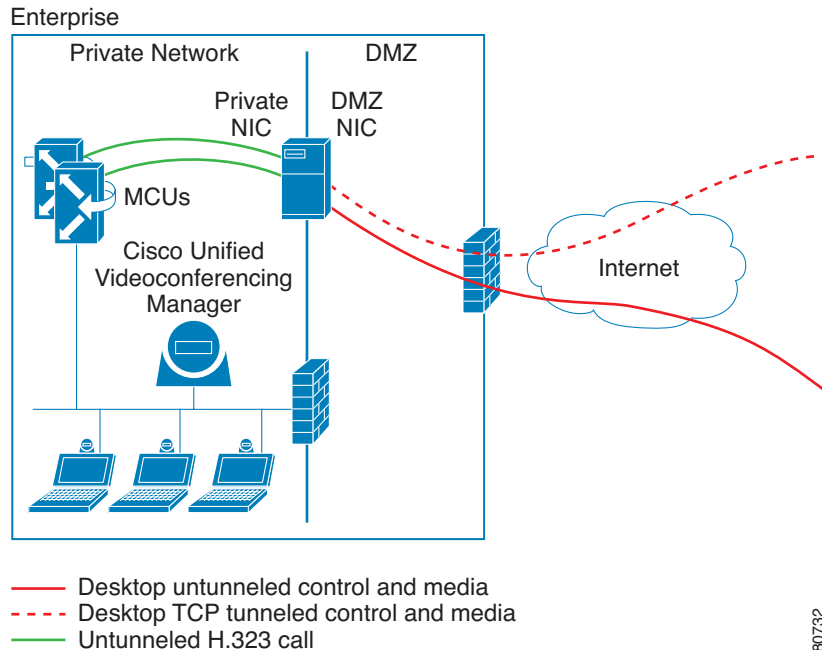 Enterprise
Private Network
DMZ
Private
NIC
DMZ
NIC
MCUs
Cisco Unified
Videoconferencing
Manager
Internet
Desktop untunneled control and media
Desktop TCP tunneled control and media
Untunneled H.323 call
80732